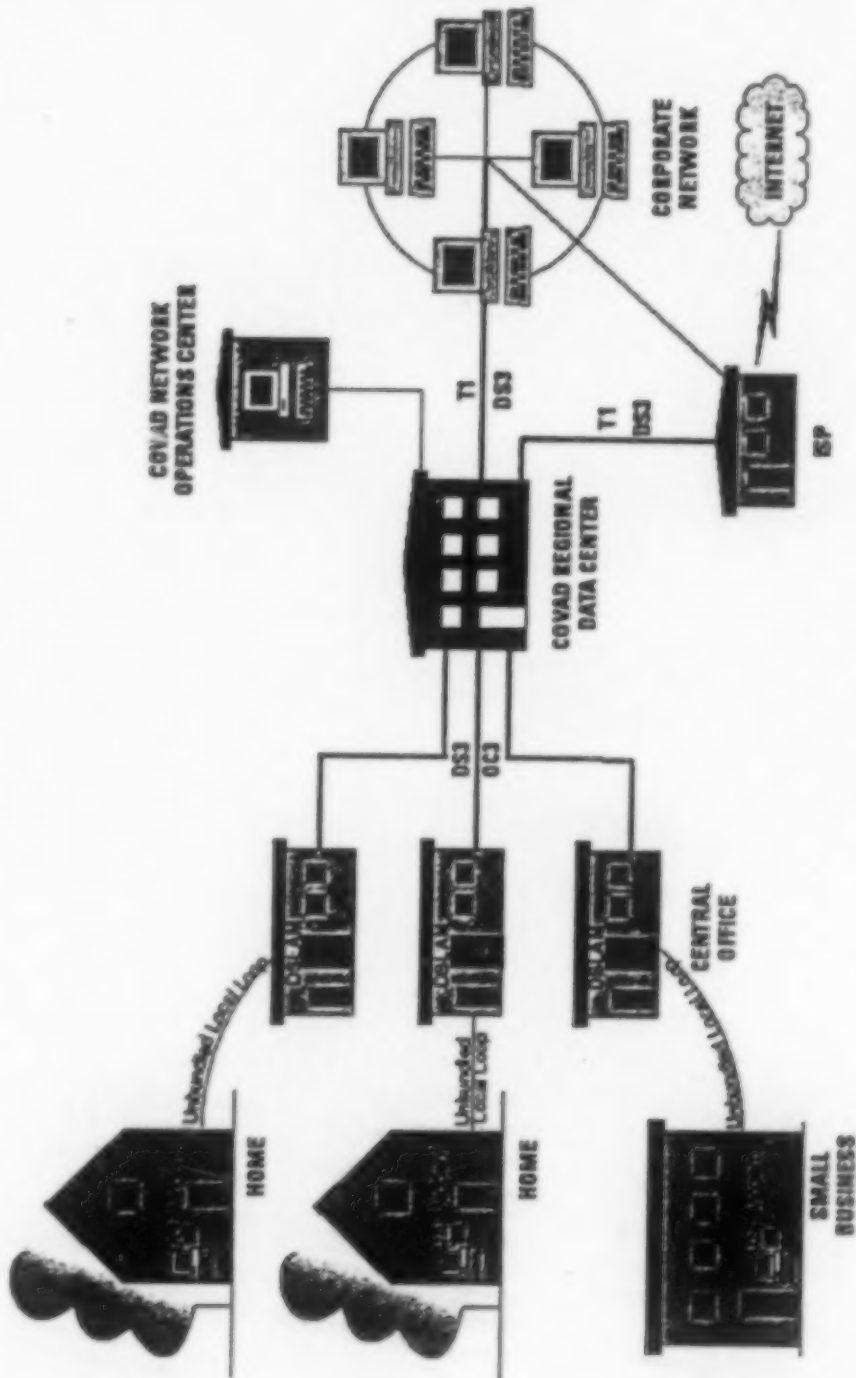 HOME
Unbundled Local Loop
DSLAM
HOME
Unbundled
Local Loop
DSLAM
SMALL
BUSINESS
Unbundled Local Loop
DSLAM
CENTRAL
OFFICE
DS3
OC3
COVAD REGIONAL
DATA CENTER
COVAD NETWORK
OPERATIONS CENTER
T1
DS3
T1
DS3
ISP
CORPORATE
NETWORK
INTERNET